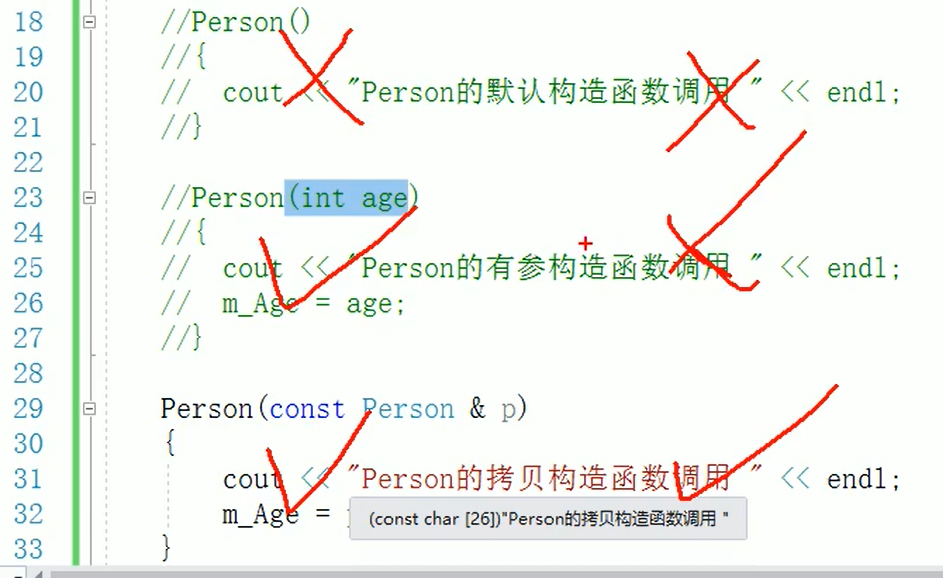 18 //Person()
19 //{
20 // cout << "Person的默认构造函数调用 " << endl;
21 //}
22
23 //Person(int age)
24 //{
25 // cout << "Person的有参构造函数调用 " << endl;
26 // m_Age = age;
27 //}
28
29 Person(const Person & p)
30 {
31 cout << "Person的拷贝构造函数调用 " << endl;
32 m_Age =
(const char [26])"Person的拷贝构造函数调用 "
33 }